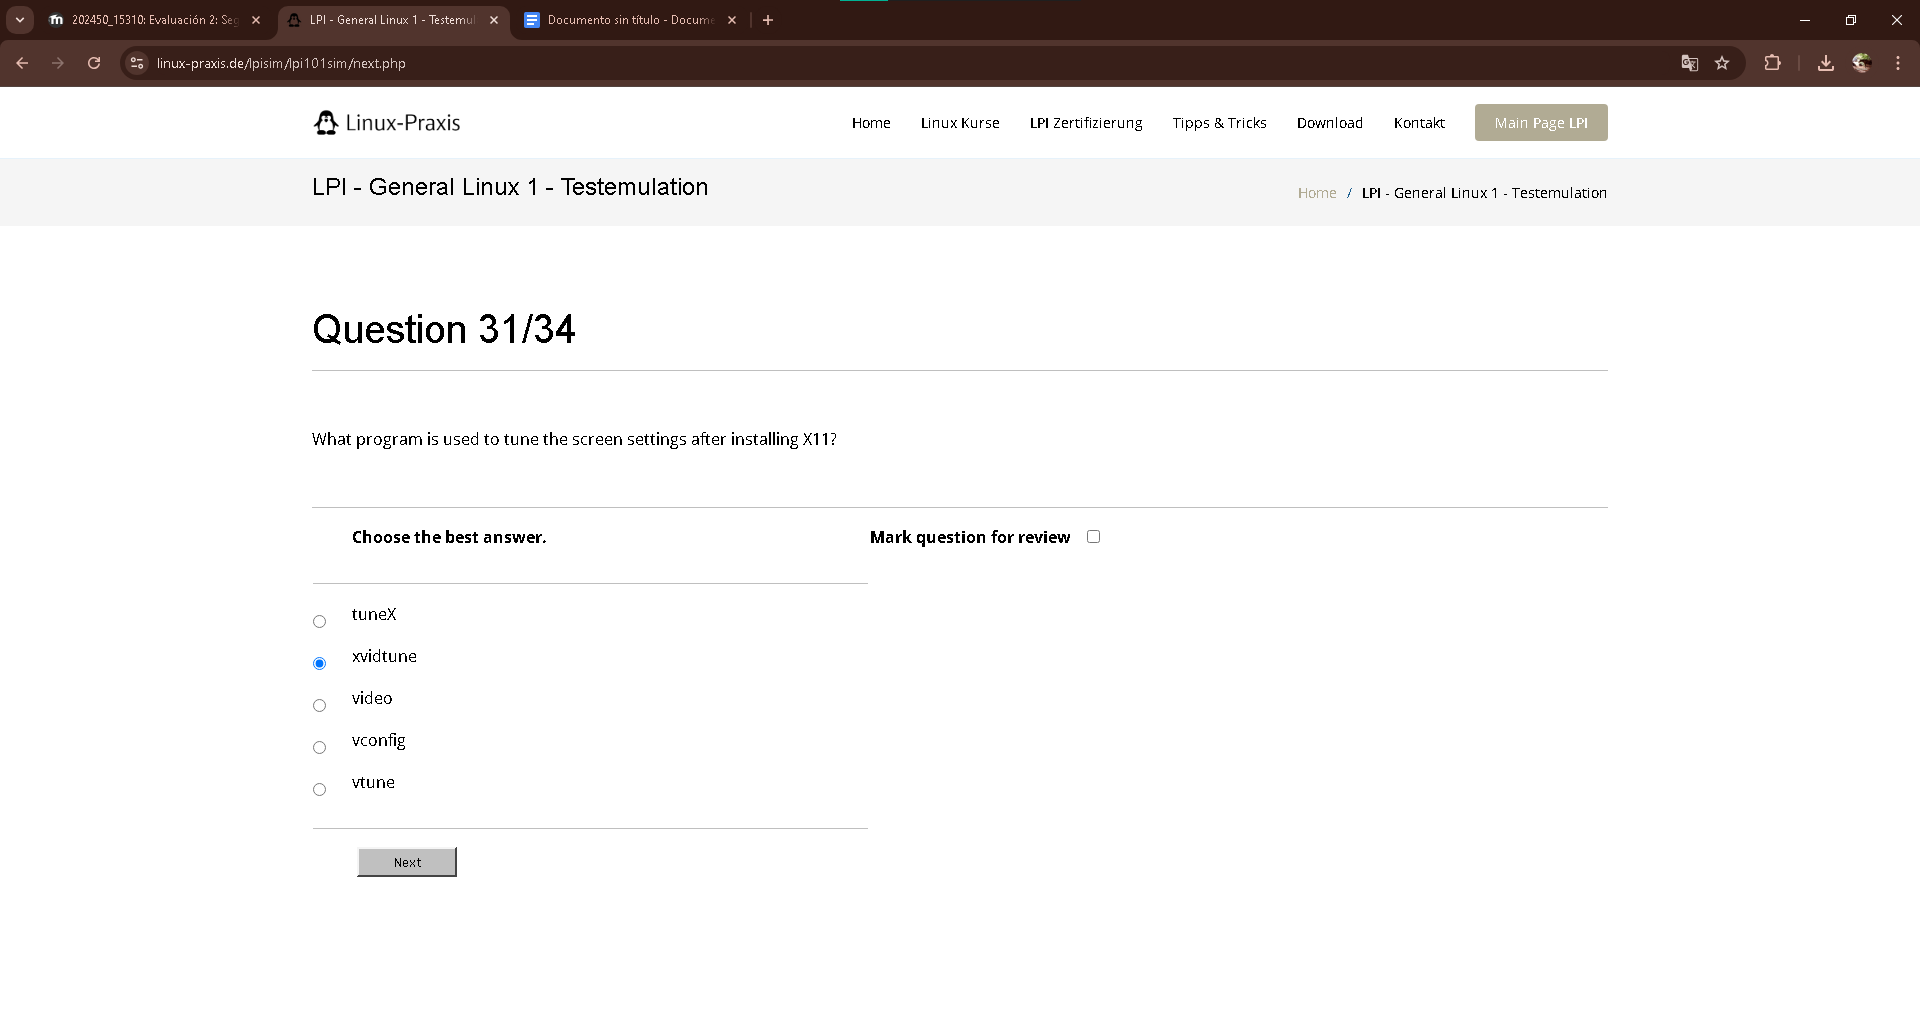 202450_15310: Evaluación 2: Seg
LPI - General Linux 1 - Testemul
Documento sin título - Docume
linux-praxis.de/lpisim/lpi101sim/next.php
Linux-Praxis
Home
Linux Kurse
LPI Zertifizierung
Tipps & Tricks
Download
Kontakt
Main Page LPI
LPI - General Linux 1 - Testemulation
Home / LPI - General Linux 1 - Testemulation
Question 31/34
What program is used to tune the screen settings after installing X11?
Choose the best answer.
Mark question for review
tuneX
xvidtune
video
vconfig
vtune
Next